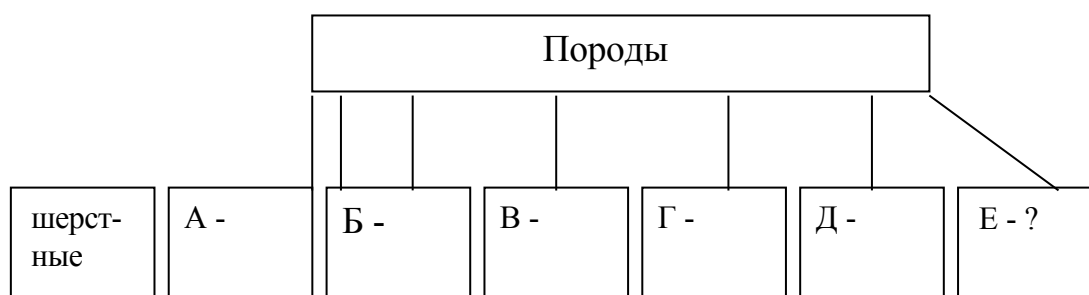 Породы
шерст-
ные
А -
Б -
В -
Г -
Д -
Е - ?